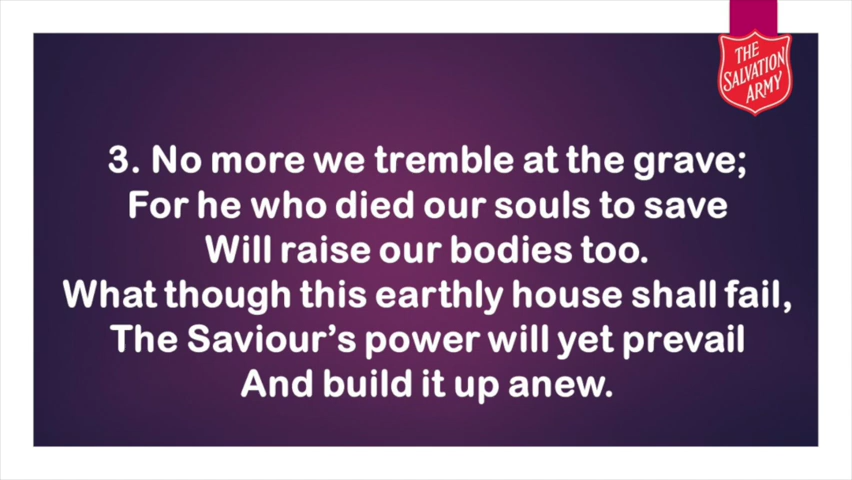 THE
SALVATION
ARMY
3. No more we tremble at the grave;
For he who died our souls to save
Will raise our bodies too.
What though this earthly house shall fail,
The Saviour’s power will yet prevail
And build it up anew.